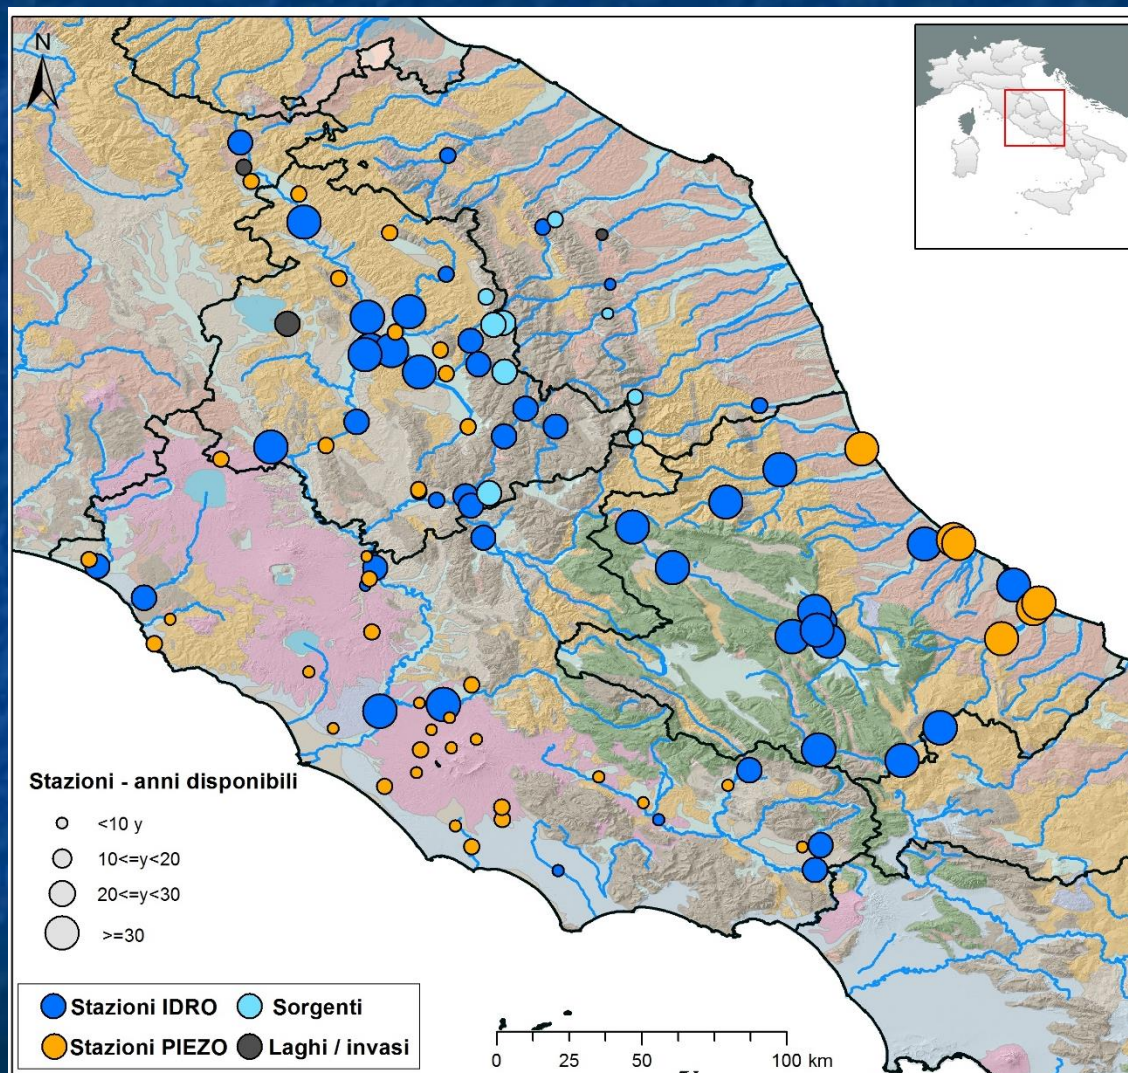 N
Stazioni - anni disponibili
<10 y
10<=y<20
20<=y<30
>=30
Stazioni IDRO
Sorgenti
Stazioni PIEZO
Laghi / invasi
0 25 50 100 km